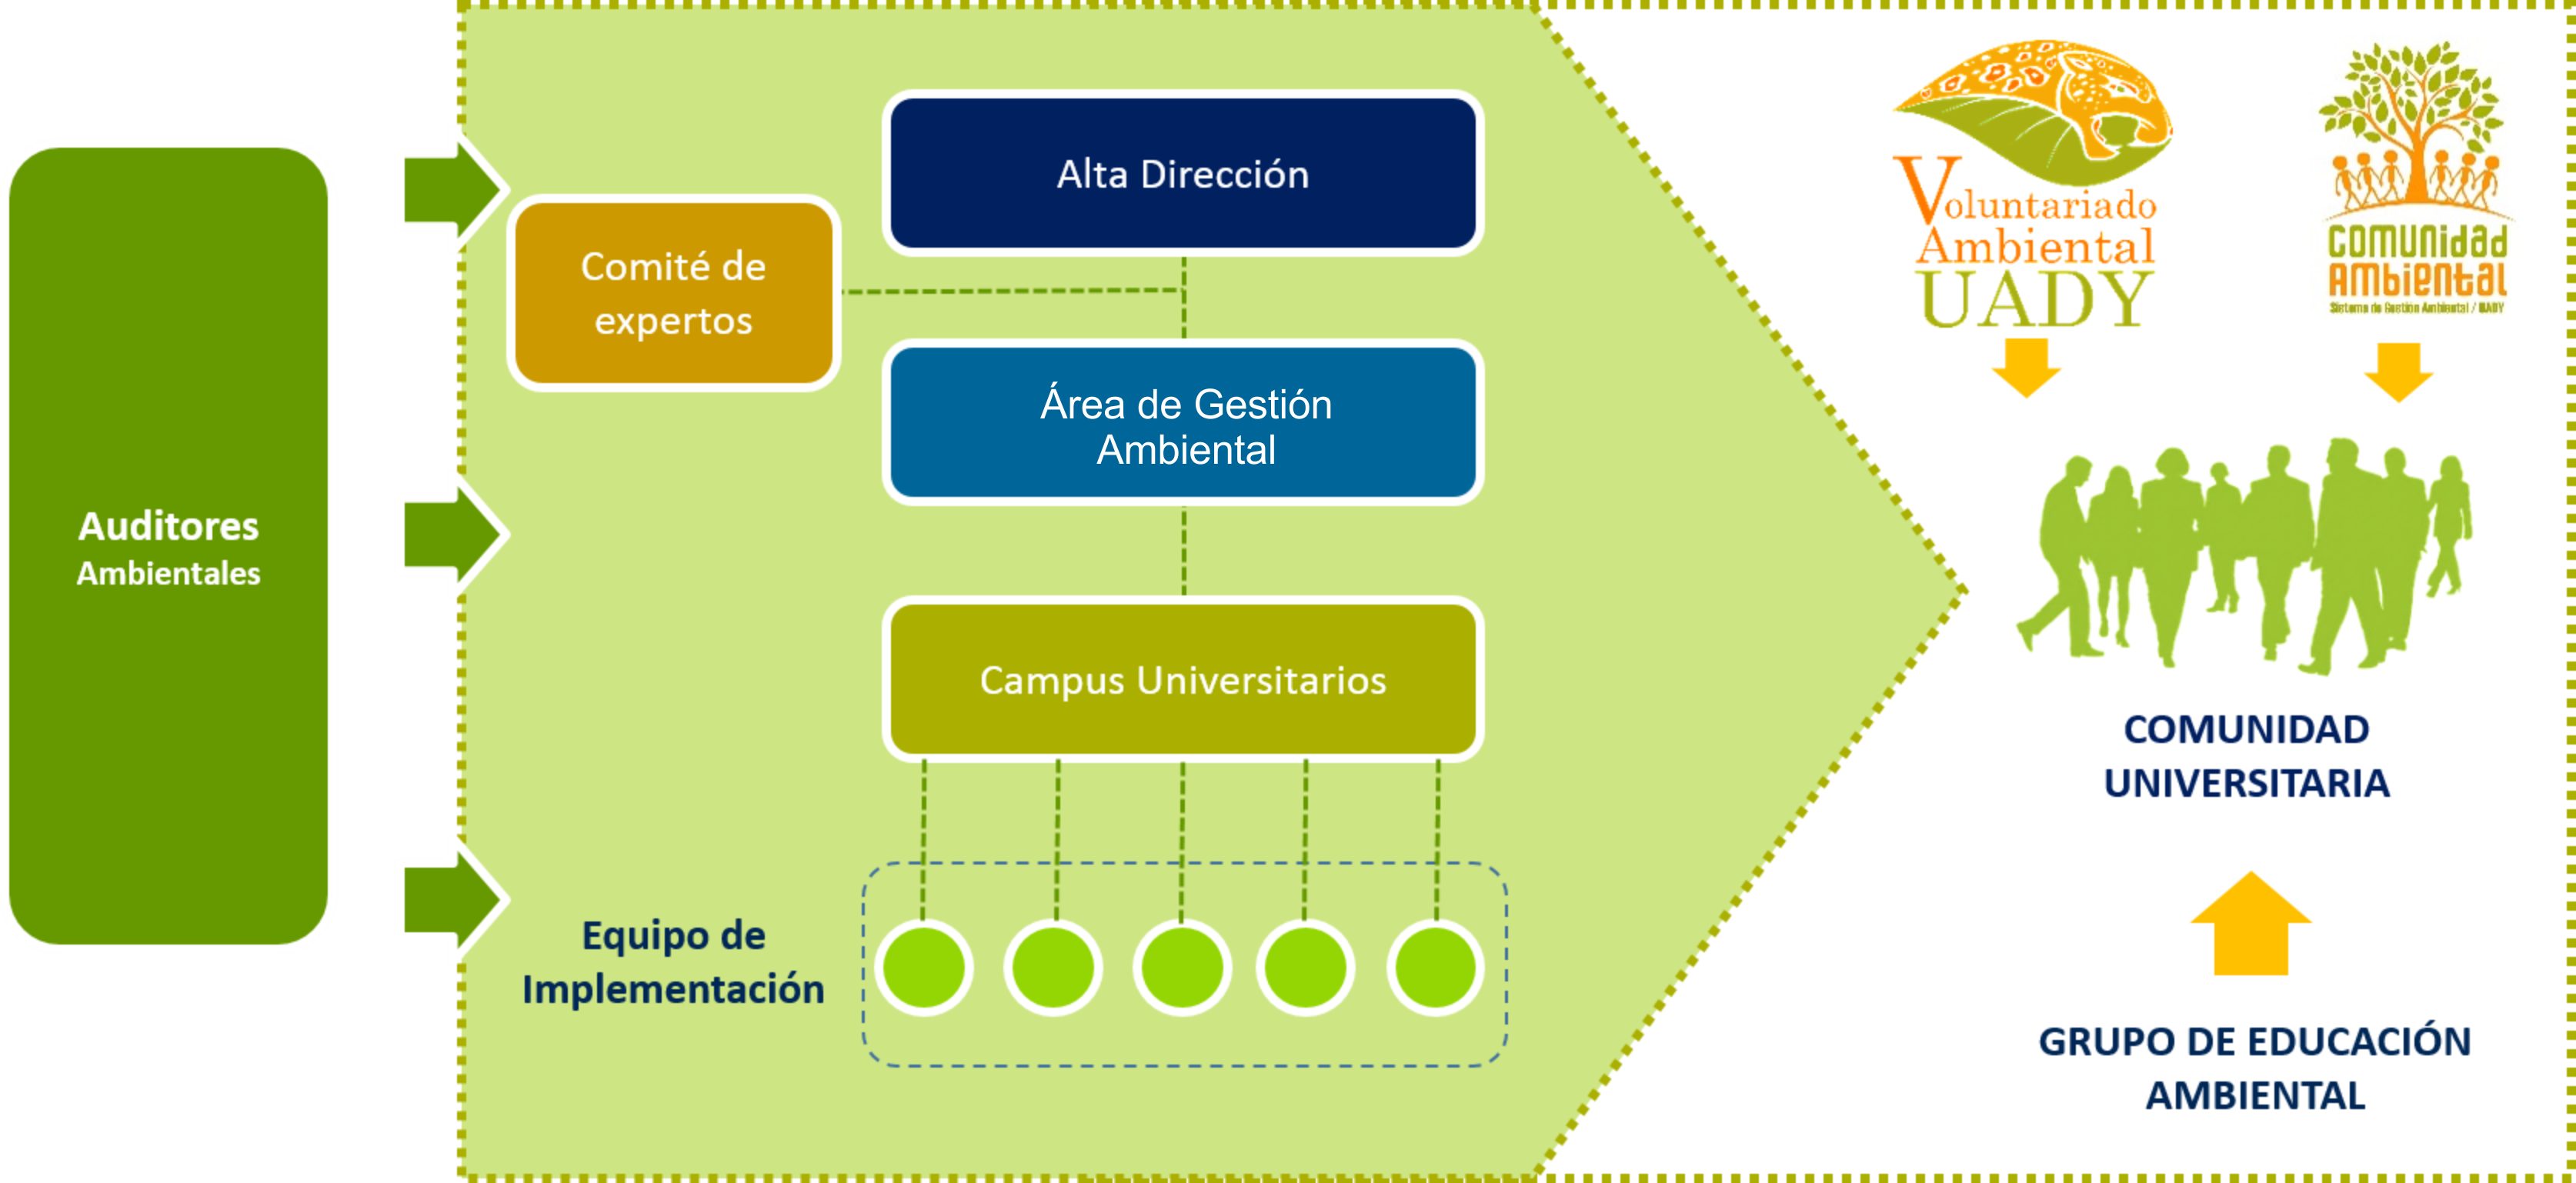 Auditores
Ambientales
Alta Dirección
Comité de
expertos
Área de Gestión
Ambiental
Campus Universitarios
Equipo de
Implementación
Voluntariado
Ambiental
UADY
comunidad
Ambiental
Sistema de Gestión Ambiental / UADY
COMUNIDAD
UNIVERSITARIA
GRUPO DE EDUCACIÓN
AMBIENTAL